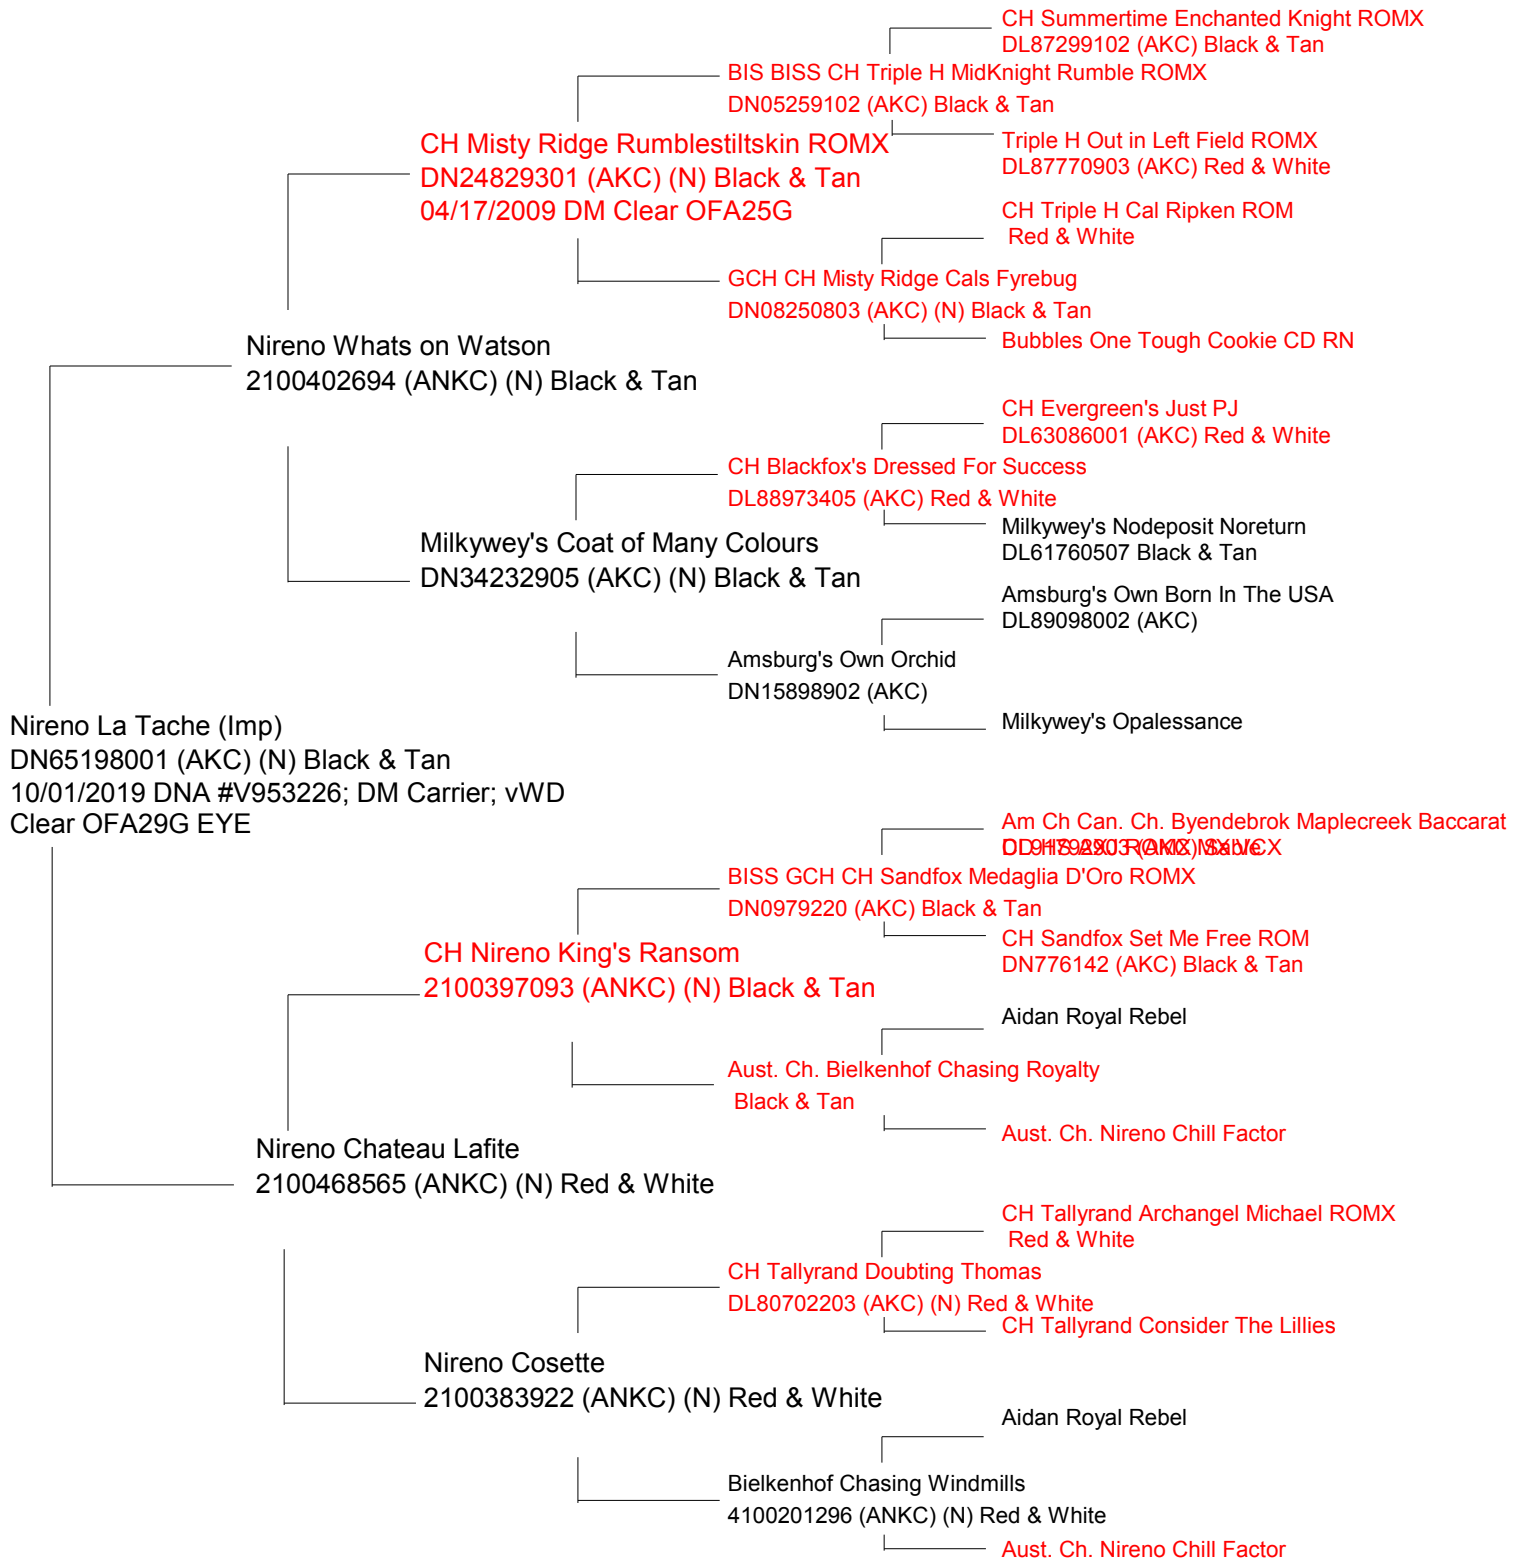 CH Summertime Enchanted Knight ROMX
DL87299102 (AKC) Black & Tan
BIS BISS CH Triple H MidKnight Rumble ROMX
DN05259102 (AKC) Black & Tan
CH Misty Ridge Rumblestiltskin ROMX
DN24829301 (AKC) (N) Black & Tan
04/17/2009 DM Clear OFA25G
Triple H Out in Left Field ROMX
DL87770903 (AKC) Red & White
CH Triple H Cal Ripken ROM
Red & White
GCH CH Misty Ridge Cals Fyrebug
DN08250803 (AKC) (N) Black & Tan
Bubbles One Tough Cookie CD RN
Nireno Whats on Watson
2100402694 (ANKC) (N) Black & Tan
CH Evergreen's Just PJ
DL63086001 (AKC) Red & White
CH Blackfox's Dressed For Success
DL88973405 (AKC) Red & White
Milkywey's Nodeposit Noreturn
DL61760507 Black & Tan
Milkywey's Coat of Many Colours
DN34232905 (AKC) (N) Black & Tan
Amsburg's Own Born In The USA
DL89098002 (AKC)
Amsburg's Own Orchid
DN15898902 (AKC)
Milkywey's Opalessance
Nireno La Tache (Imp)
DN65198001 (AKC) (N) Black & Tan
10/01/2019 DNA #V953226; DM Carrier; vWD
Clear OFA29G EYE
Am Ch Can. Ch. Byendebrok Maplecreek Baccarat
BISS GCH CH Sandfox Medaglia D'Oro ROMX
DN0979220 (AKC) Black & Tan
CH Sandfox Set Me Free ROM
DN776142 (AKC) Black & Tan
CH Nireno King's Ransom
2100397093 (ANKC) (N) Black & Tan
Aidan Royal Rebel
Aust. Ch. Bielkenhof Chasing Royalty
Black & Tan
Aust. Ch. Nireno Chill Factor
Nireno Chateau Lafite
2100468565 (ANKC) (N) Red & White
CH Tallyrand Archangel Michael ROMX
Red & White
CH Tallyrand Doubting Thomas
DL80702203 (AKC) (N) Red & White
CH Tallyrand Consider The Lillies
Nireno Cosette
2100383922 (ANKC) (N) Red & White
Aidan Royal Rebel
Bielkenhof Chasing Windmills
4100201296 (ANKC) (N) Red & White
Aust. Ch. Nireno Chill Factor